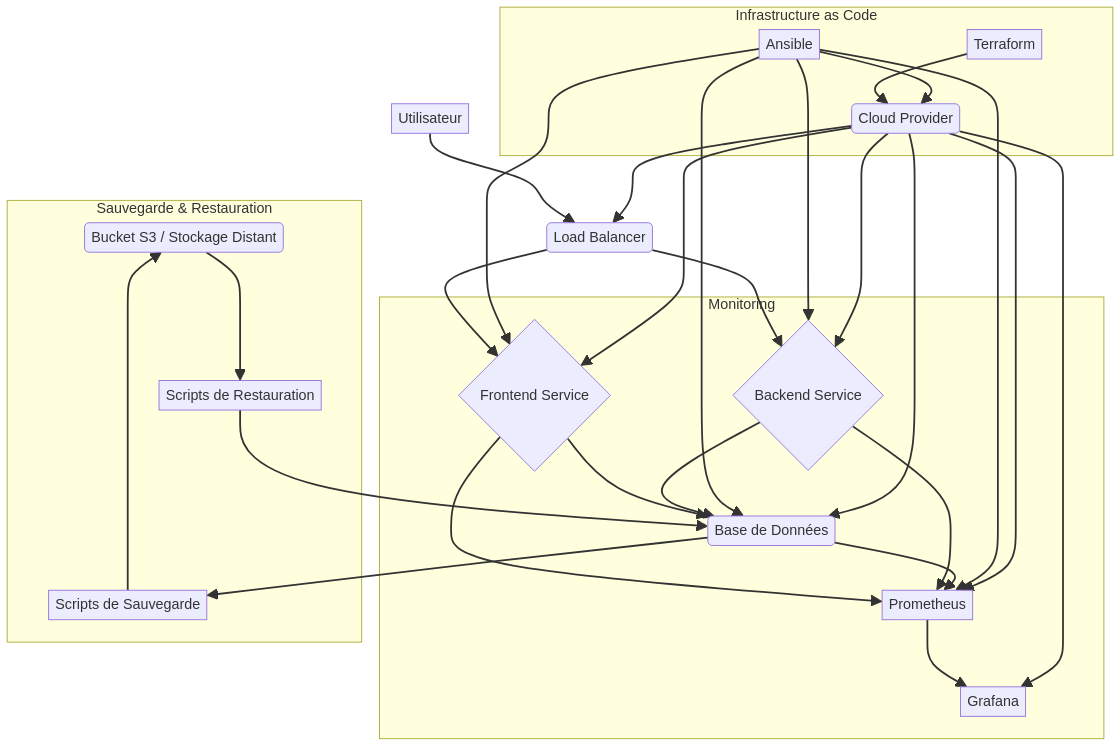 Infrastructure as Code
Ansible
Terraform
Utilisateur
Cloud Provider
Sauvegarde & Restauration
Bucket S3 / Stockage Distant
Load Balancer
Monitoring
Scripts de Restauration
Frontend Service
Backend Service
Base de Données
Scripts de Sauvegarde
Prometheus
Grafana